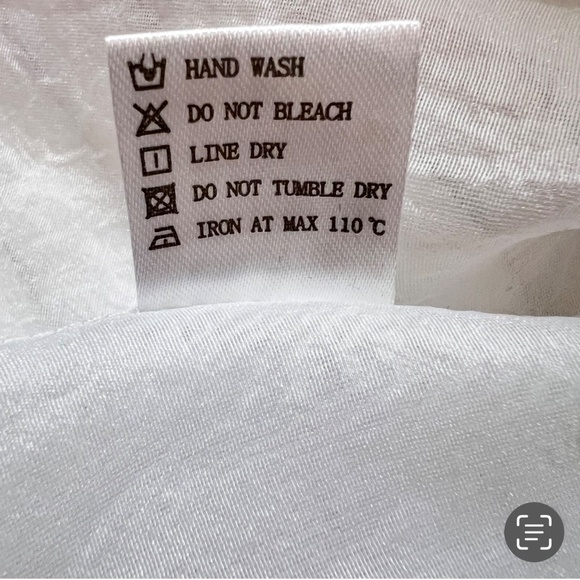 HAND WASH
DO NOT BLEACH
LINE DRY
DO NOT TUMBLE DRY
IRON AT MAX 110℃